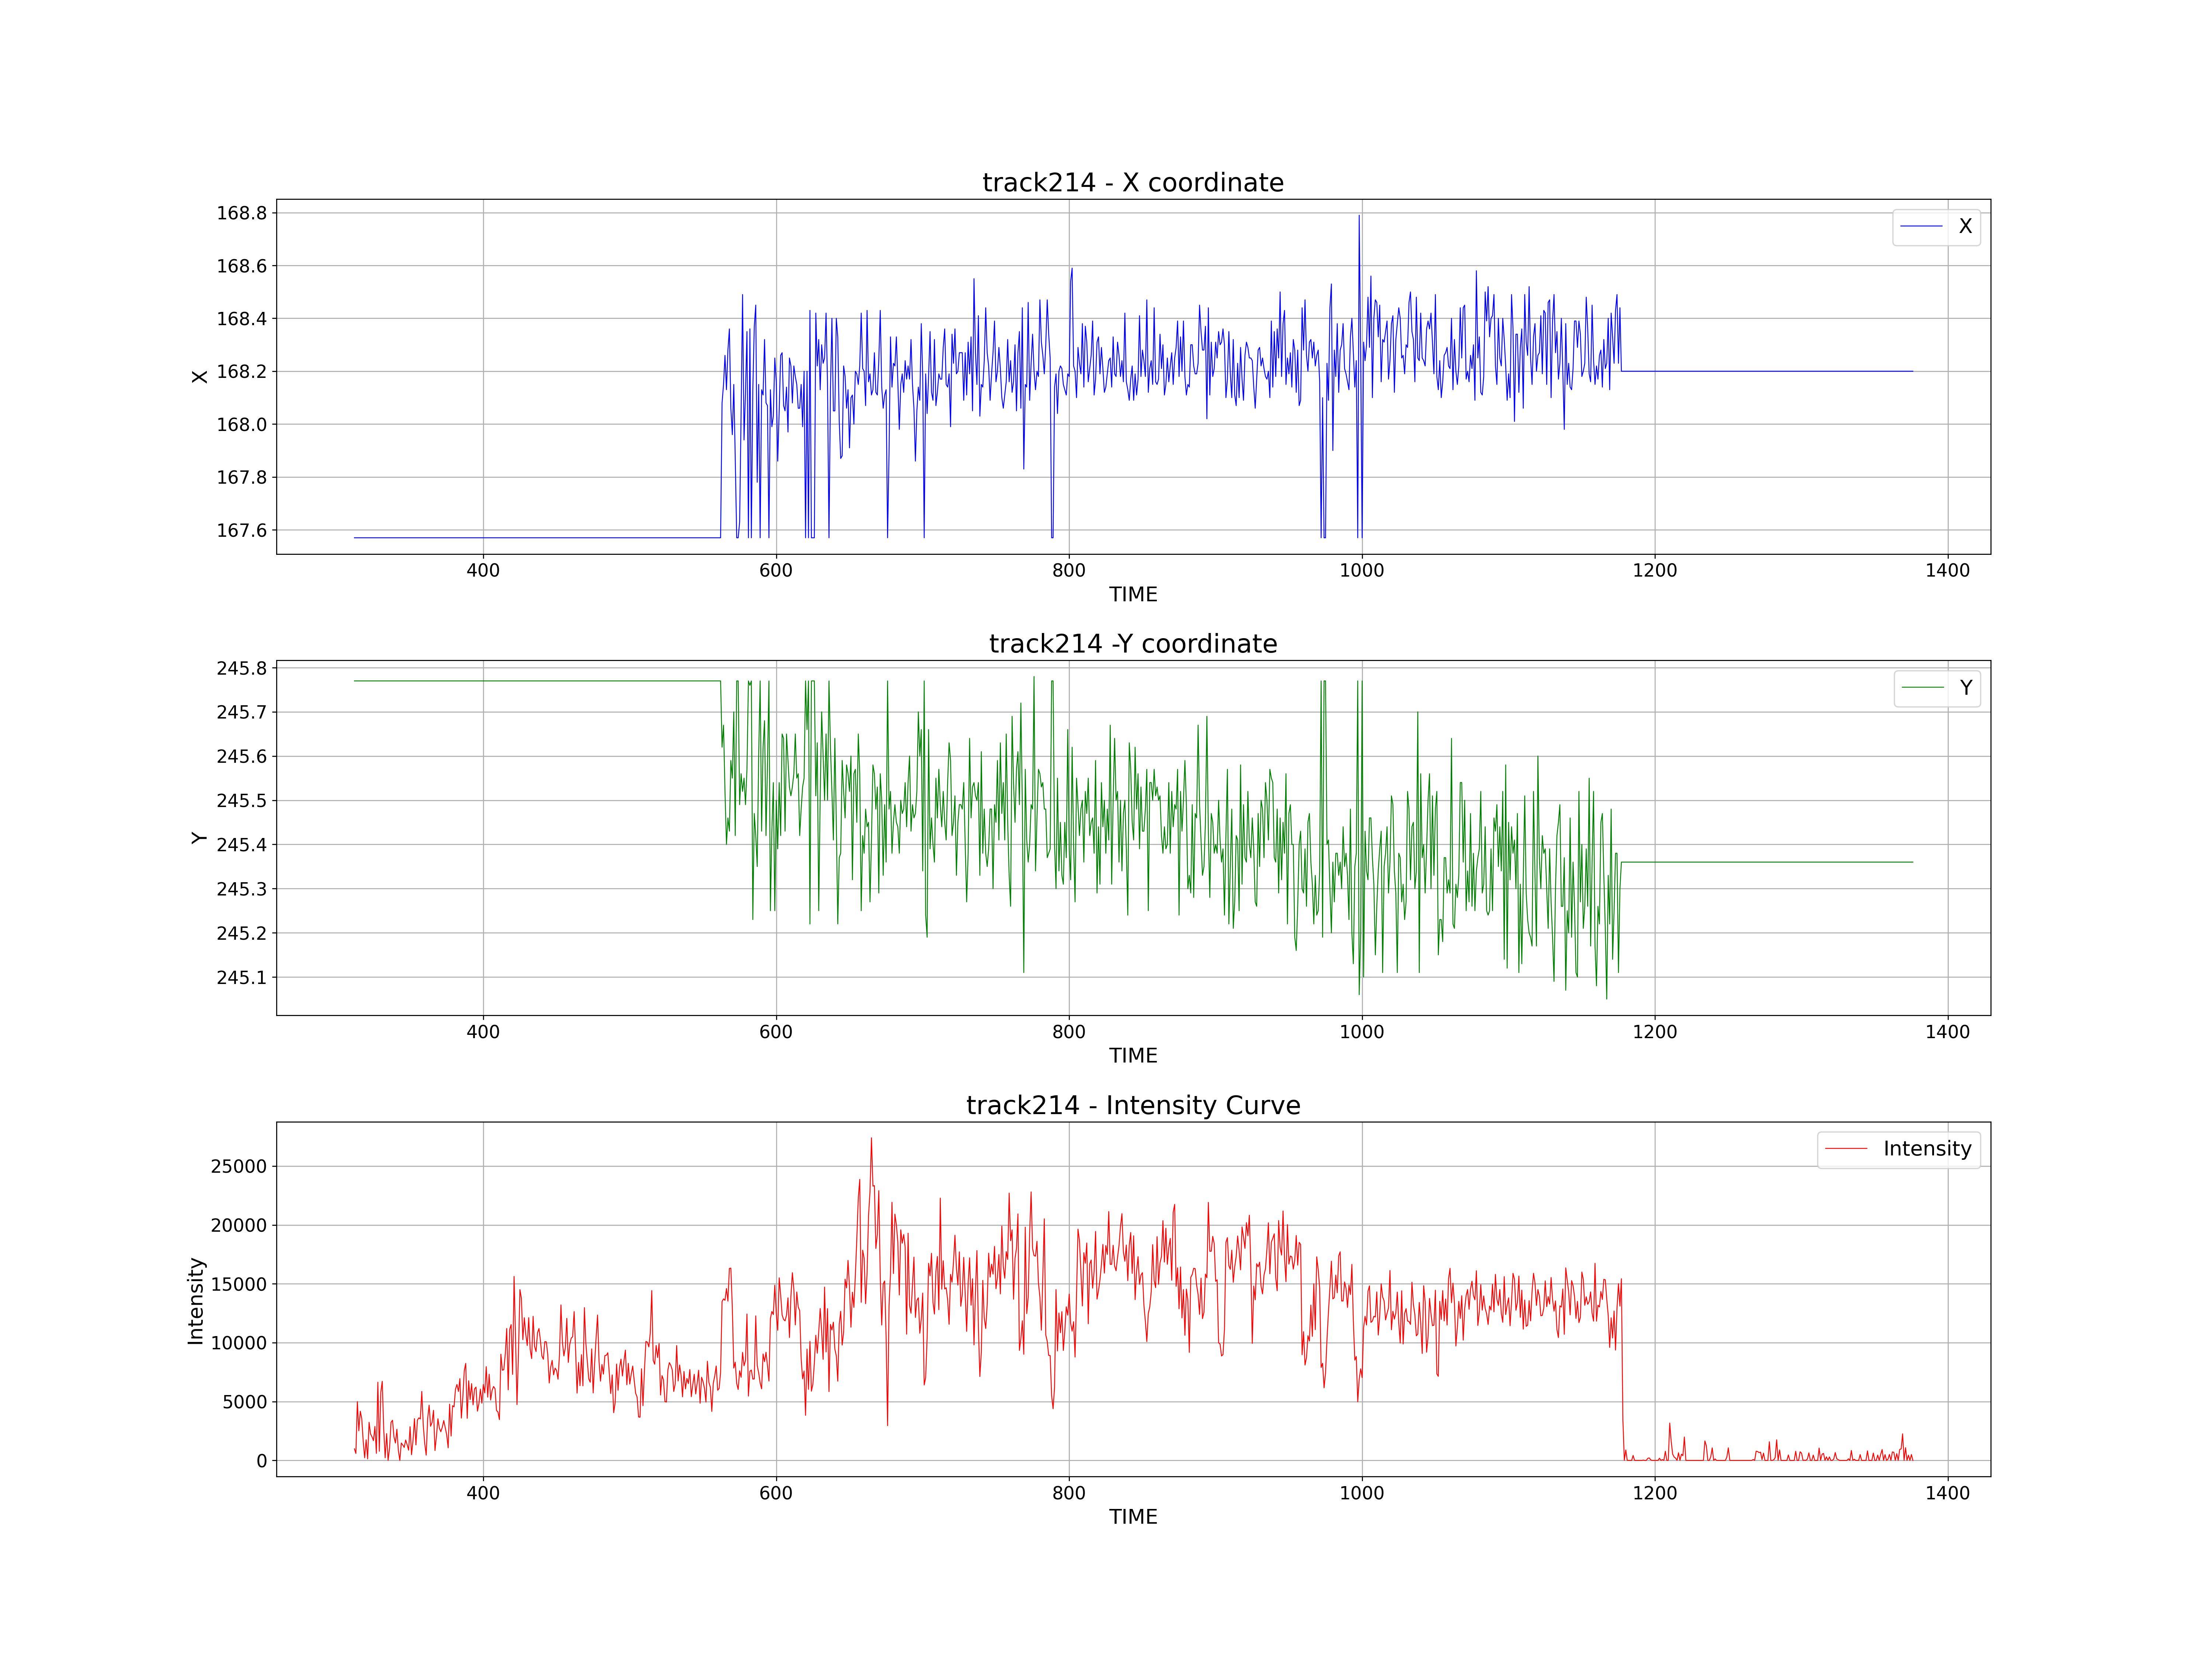 track214 - X coordinate
168.8
168.6
168.4
168.2
168.0
167.8
167.6
X
X
400 600 800 1000 1200 1400
TIME
track214 -Y coordinate
245.8
245.7
245.6
245.5
245.4
245.3
245.2
245.1
Y
Y
400 600 800 1000 1200 1400
TIME
track214 - Intensity Curve
25000
20000
15000
10000
5000
0
Intensity
Intensity
400 600 800 1000 1200 1400
TIME